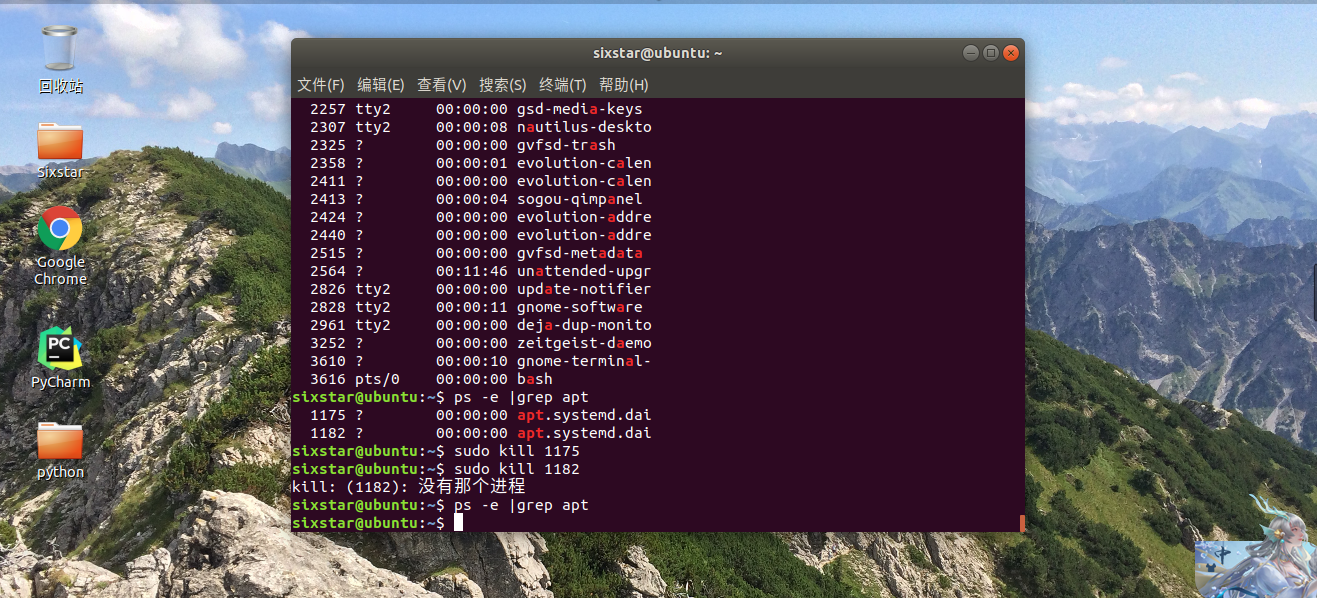 回收站
Sixstar
Google
Chrome
PyCharm
python
sixstar@ubuntu: ~
文件(F) 编辑(E) 查看(V) 搜索(S) 终端(T) 帮助(H)
2257 tty2 00:00:00 gsd-media-keys
2307 tty2 00:00:08 nautilus-deskto
2325 ? 00:00:00 gvfsd-trash
2358 ? 00:00:01 evolution-calen
2411 ? 00:00:00 evolution-calen
2413 ? 00:00:04 sogou-qimpanel
2424 ? 00:00:00 evolution-addre
2440 ? 00:00:00 evolution-addre
2515 ? 00:00:00 gvfsd-metadata
2564 ? 00:11:46 unattended-upgr
2826 tty2 00:00:00 update-notifier
2828 tty2 00:00:11 gnome-software
2961 tty2 00:00:00 deja-dup-monito
3252 ? 00:00:00 zeitgeist-daemo
3610 ? 00:00:10 gnome-terminal-
3616 pts/0 00:00:00 bash
sixstar@ubuntu:~$ ps -e |grep apt
1175 ? 00:00:00 apt.systemd.dai
1182 ? 00:00:00 apt.systemd.dai
sixstar@ubuntu:~$ sudo kill 1175
sixstar@ubuntu:~$ sudo kill 1182
kill: (1182): 没有那个进程
sixstar@ubuntu:~$ ps -e |grep apt
sixstar@ubuntu:~$
PC
中